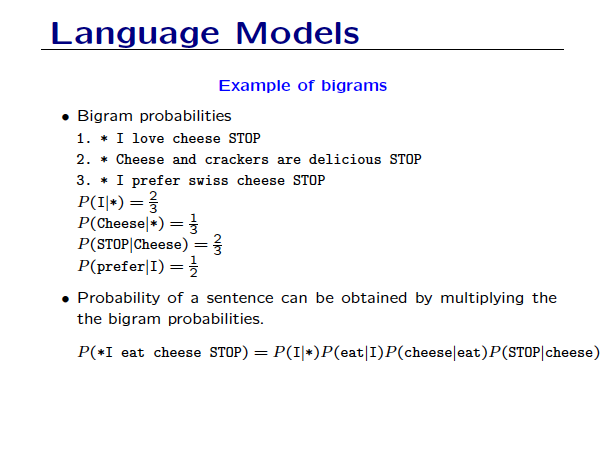 Language Models
Example of bigrams
• Bigram probabilities
1. * I love cheese STOP
2. * Cheese and crackers are delicious STOP
3. * I prefer swiss cheese STOP
P(I|*) = 2/3
P(Cheese|*) = 1/3
P(STOP|Cheese) = 2/3
P(prefer|I) = 1/2
• Probability of a sentence can be obtained by multiplying the
the bigram probabilities.
P(*I eat cheese STOP) = P(I|*)P(eat|I)P(cheese|eat)P(STOP|cheese)